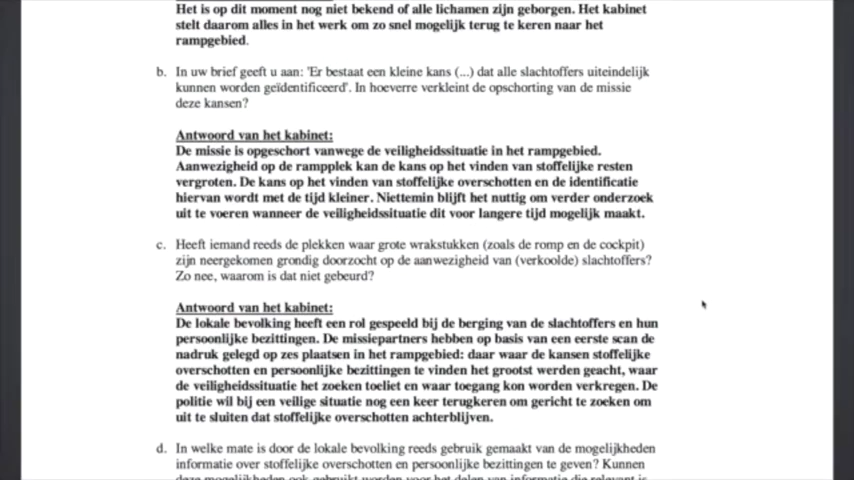 Het is op dit moment nog niet bekend of alle lichamen zijn geborgen. Het kabinet
stelt daarom alles in het werk om zo snel mogelijk terug te keren naar het
rampgebied.
b. In uw brief geeft u aan: 'Er bestaat een kleine kans (...) dat alle slachtoffers uiteindelijk
kunnen worden geïdentificeerd'. In hoeverre verkleint de opschorting van de missie
deze kansen?
Antwoord van het kabinet:
De missie is opgeschort vanwege de veiligheidssituatie in het rampgebied.
Aanwezigheid op de rampplek kan de kans op het vinden van stoffelijke resten
vergroten. De kans op het vinden van stoffelijke overschotten en de identificatie
hiervan wordt met de tijd kleiner. Niettemin blijft het nuttig om verder onderzoek
uit te voeren wanneer de veiligheidssituatie dit voor langere tijd mogelijk maakt.
c. Heeft iemand reeds de plekken waar grote wrakstukken (zoals de romp en de cockpit)
zijn neergekomen grondig doorzocht op de aanwezigheid van (verkoolde) slachtoffers?
Zo nee, waarom is dat niet gebeurd?
Antwoord van het kabinet:
De lokale bevolking heeft een rol gespeeld bij de berging van de slachtoffers en hun
persoonlijke bezittingen. De missiepartners hebben op basis van een eerste scan de
nadruk gelegd op zes plaatsen in het rampgebied: daar waar de kansen stoffelijke
overschotten en persoonlijke bezittingen te vinden het grootst werden geacht, waar
de veiligheidssituatie het zoeken toeliet en waar toegang kon worden verkregen. De
politie wil bij een veilige situatie nog een keer terugkeren om gericht te zoeken om
uit te sluiten dat stoffelijke overschotten achterblijven.
d. In welke mate is door de lokale bevolking reeds gebruik gemaakt van de mogelijkheden
informatie over stoffelijke overschotten en persoonlijke bezittingen te geven? Kunnen
deze mogelijkheden ook gebruikt worden voor het delen van informatie die relevant is